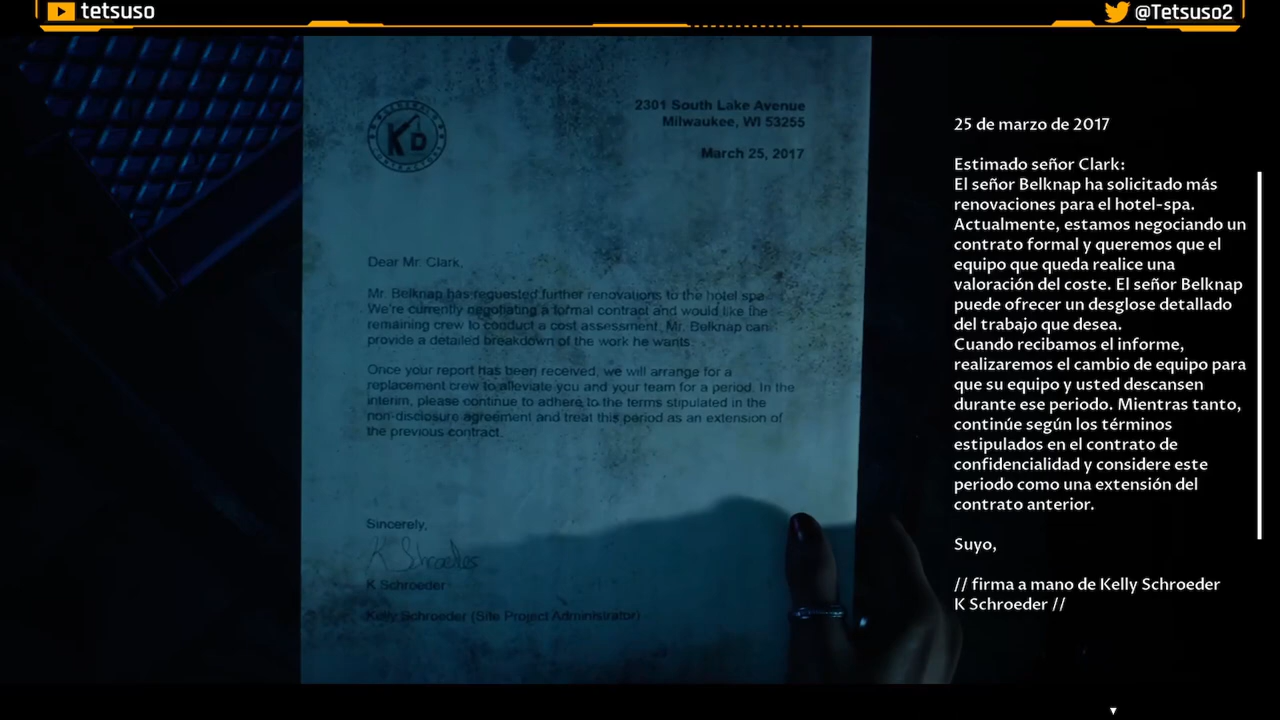 tetsuso
@Tetsuso2
KD
2301 South Lake Avenue
Milwaukee, WI 53255
March 25, 2017
Dear Mr. Clark,
Mr. Belknap has requested further renovations to the hotel spa.
We're currently negotiating a formal contract and would like the
remaining crew to conduct a cost assessment. Mr. Belknap can
provide a detailed breakdown of the work he wants.
Once your report has been received, we will arrange for a
replacement crew to alleviate you and your team for a period. In the
interim, please continue to adhere to the terms stipulated in the
non-disclosure agreement and treat this period as an extension of
the previous contract.
Sincerely,
K Schroeder
K Schroeder
Kelly Schroeder (Site Project Administrator)
25 de marzo de 2017
Estimado señor Clark:
El señor Belknap ha solicitado más
renovaciones para el hotel-spa.
Actualmente, estamos negociando un
contrato formal y queremos que el
equipo que queda realice una
valoración del coste. El señor Belknap
puede ofrecer un desglose detallado
del trabajo que desea.
Cuando recibamos el informe,
realizaremos el cambio de equipo para
que su equipo y usted descansen
durante ese periodo. Mientras tanto,
continúe según los términos
estipulados en el contrato de
confidencialidad y considere este
periodo como una extensión del
contrato anterior.
Suyo,
// firma a mano de Kelly Schroeder
K Schroeder //